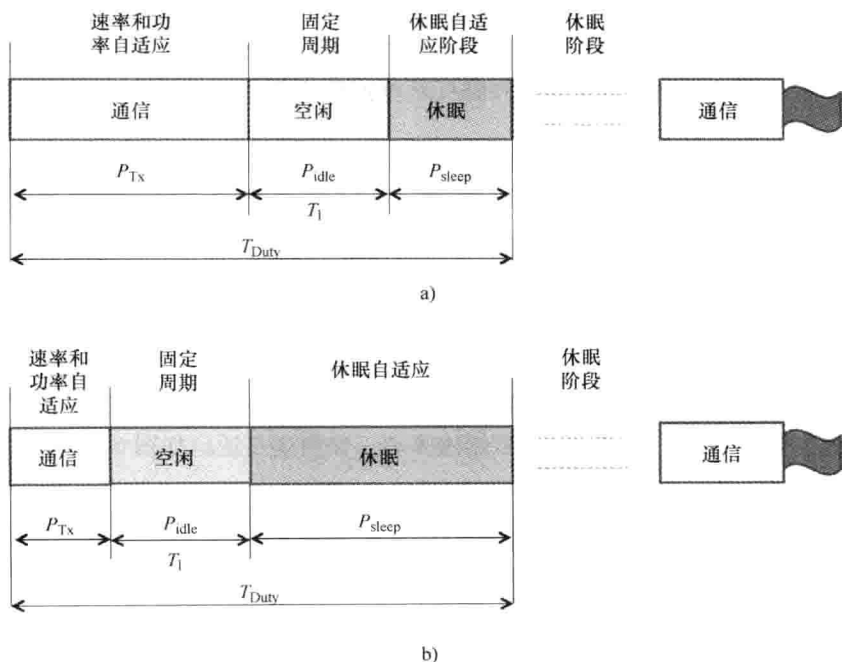 速率和功
率自适应
固定
周期
休眠自适
应阶段
休眠
阶段
通信
空闲
休眠
通信
P_Tx
P_idle
P_sleep
T_I
T_Duty
a)
速率和
功率自
适应
固定
周期
休眠自适应
休眠
阶段
通信
空闲
休眠
通信
P_Tx
P_idle
P_sleep
T_I
T_Duty
b)